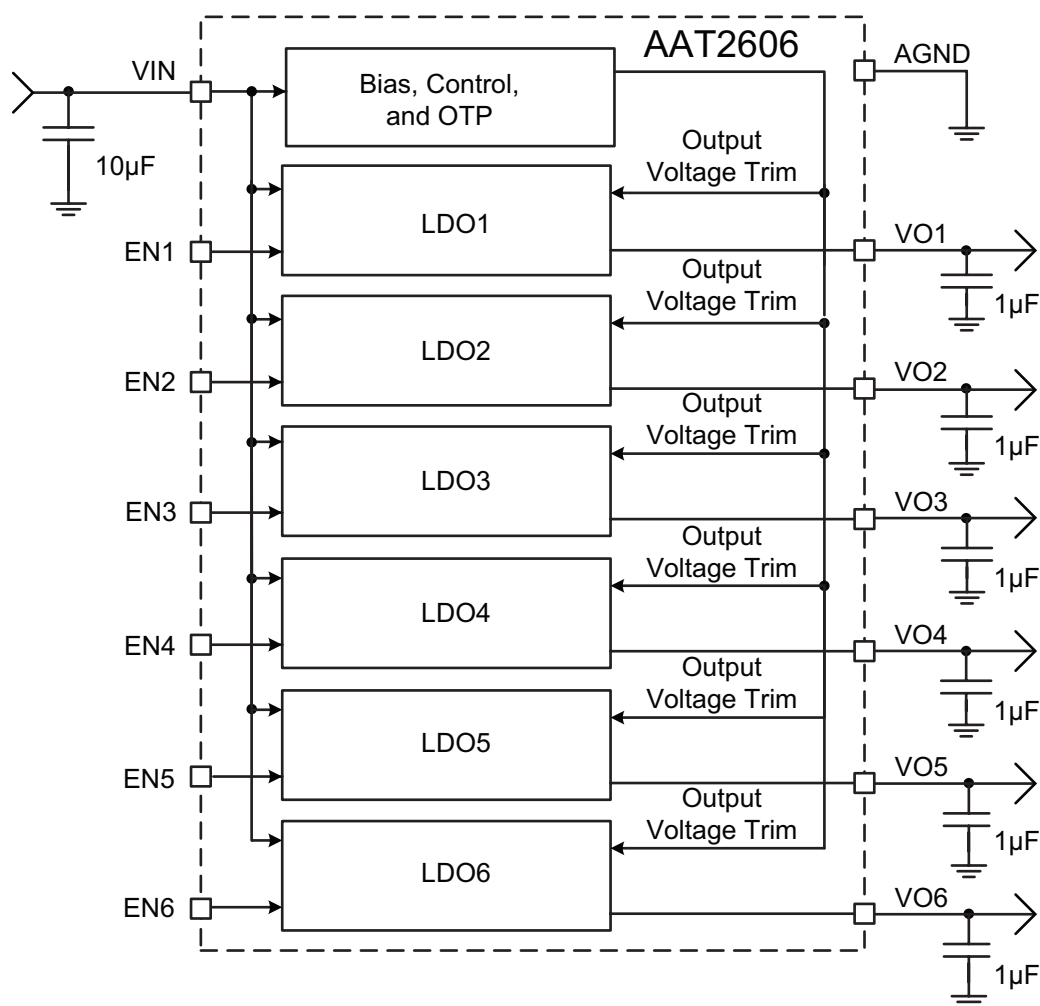 AAT2606
VIN
Bias, Control,
and OTP
AGND
10µF
Output
Voltage Trim
LDO1
EN1
VO1
1µF
Output
Voltage Trim
LDO2
EN2
VO2
1µF
Output
Voltage Trim
LDO3
EN3
VO3
1µF
Output
Voltage Trim
LDO4
EN4
VO4
1µF
Output
Voltage Trim
LDO5
EN5
VO5
1µF
Output
Voltage Trim
LDO6
EN6
VO6
1µF